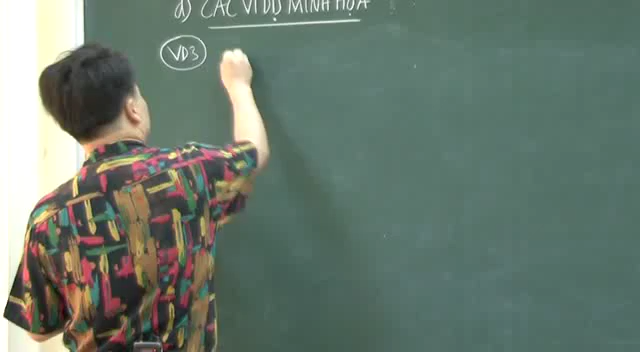 d) CÁC VÍ DỤ MINH HỌA
VD3